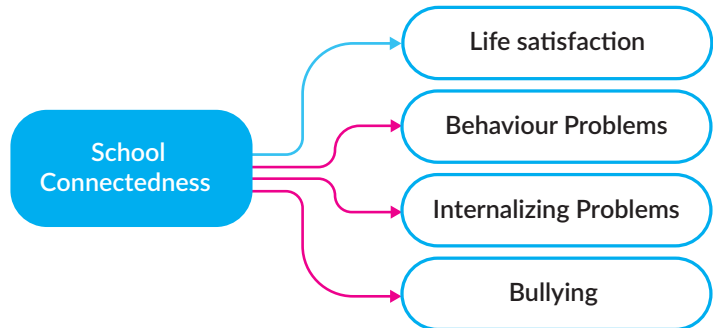 School
Connectedness
Life satisfaction
Behaviour Problems
Internalizing Problems
Bullying